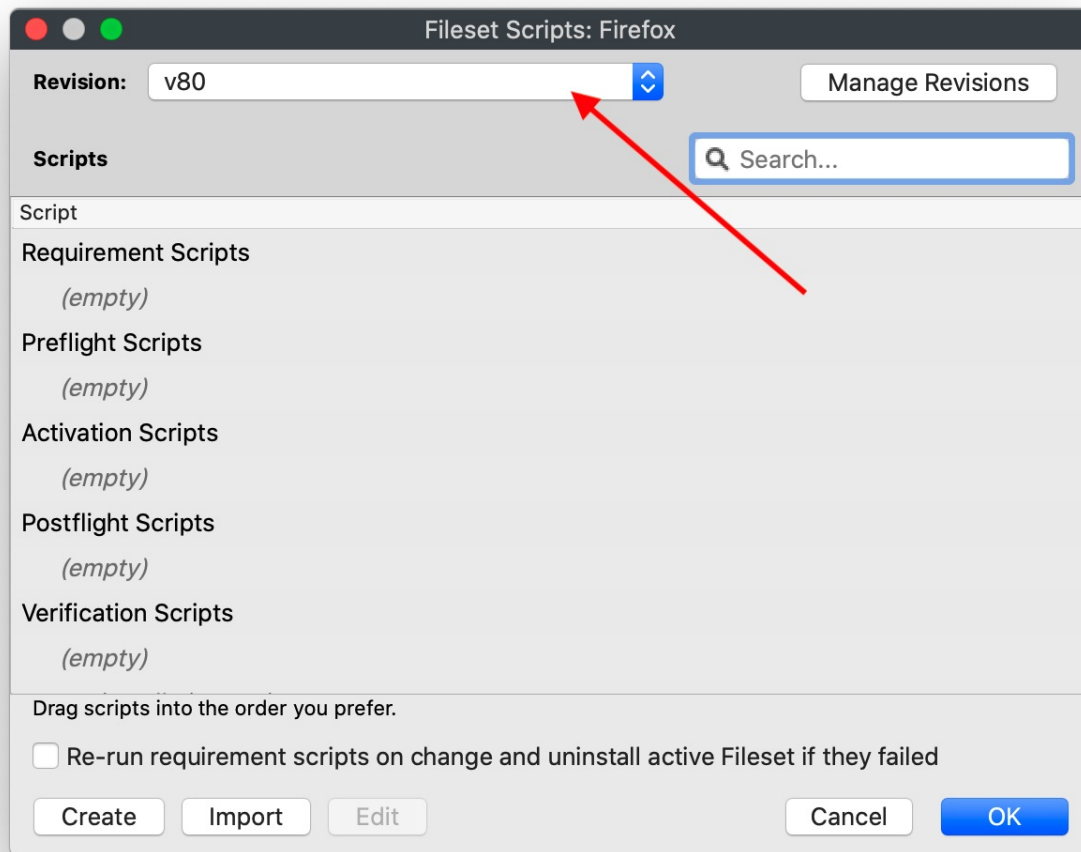 Fileset Scripts: Firefox
Revision: v80 Manage Revisions
Scripts Search...
Script
Requirement Scripts
(empty)
Preflight Scripts
(empty)
Activation Scripts
(empty)
Postflight Scripts
(empty)
Verification Scripts
(empty)
Drag scripts into the order you prefer.
Re-run requirement scripts on change and uninstall active Fileset if they failed
Create Import Edit Cancel OK